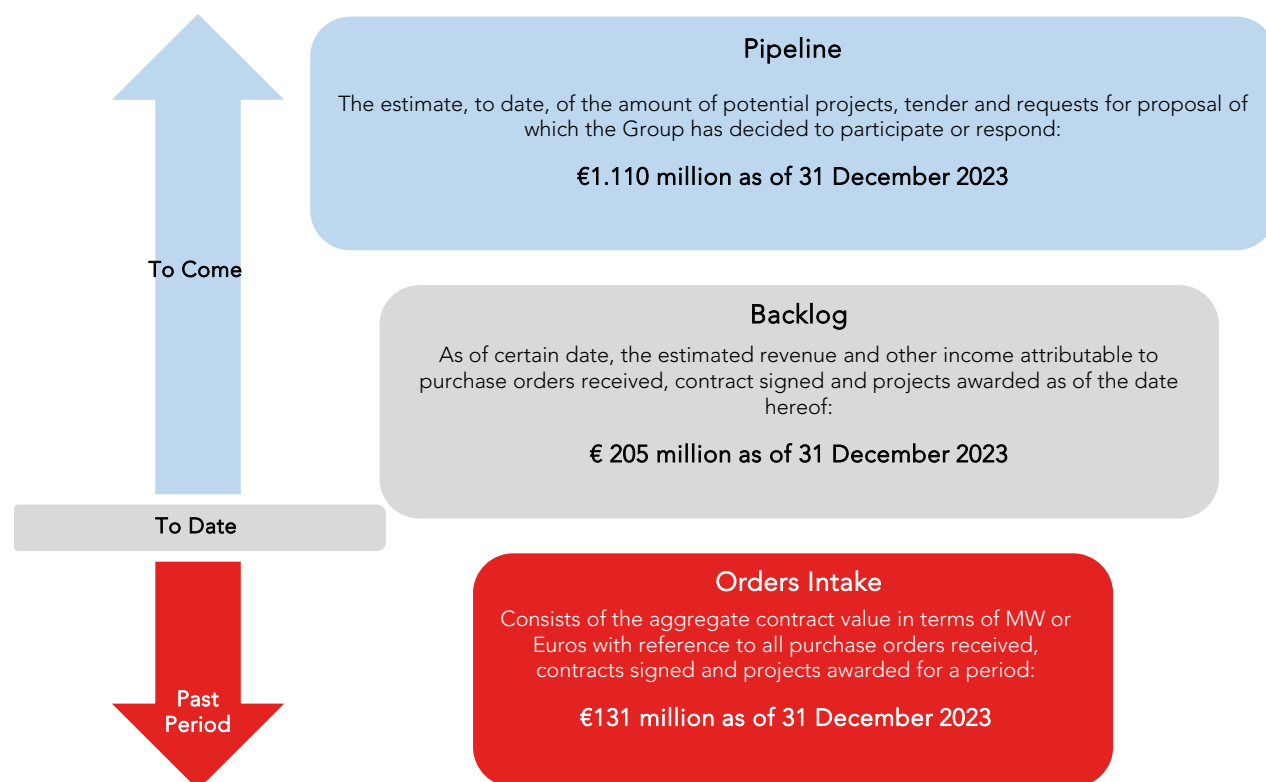 Pipeline
The estimate, to date, of the amount of potential projects, tender and requests for proposal of
which the Group has decided to participate or respond:
€1.110 million as of 31 December 2023
To Come
Backlog
As of certain date, the estimated revenue and other income attributable to
purchase orders received, contract signed and projects awarded as of the date
hereof:
€ 205 million as of 31 December 2023
To Date
Orders Intake
Consists of the aggregate contract value in terms of MW or
Euros with reference to all purchase orders received,
contracts signed and projects awarded for a period:
€131 million as of 31 December 2023
Past
Period